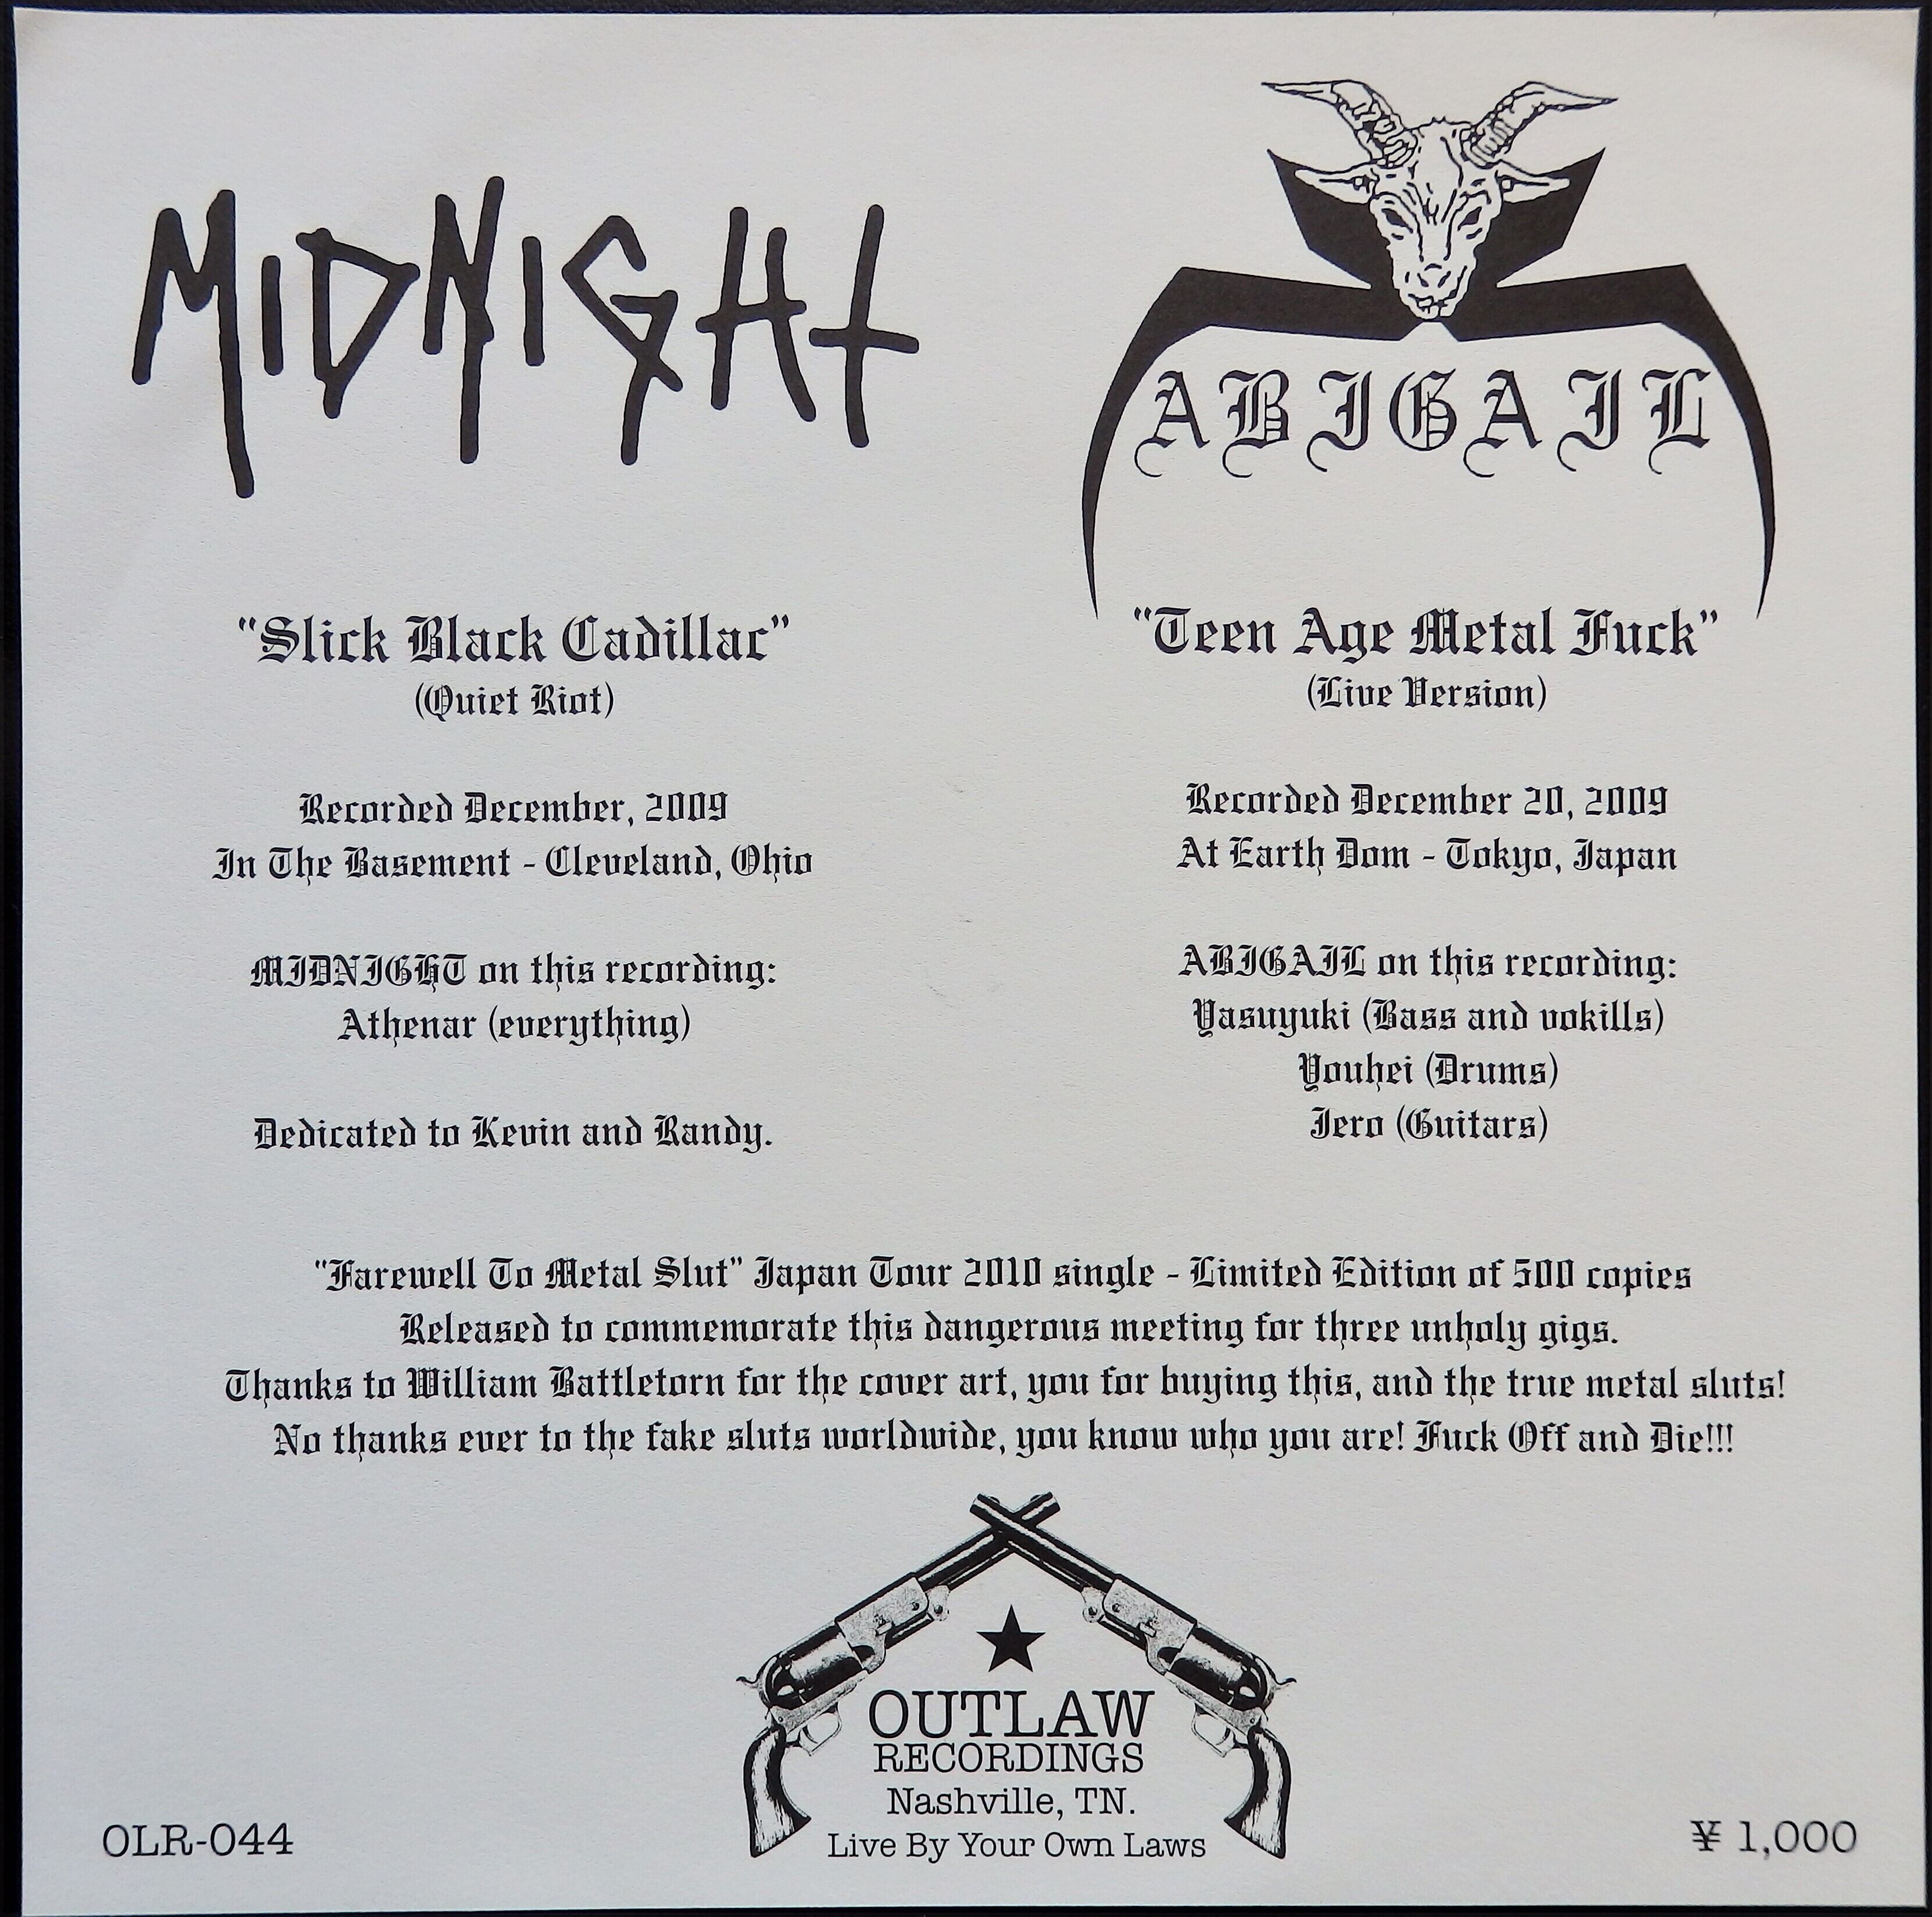 MIDNIGHT
"Slick Black Cadillac"
(Quiet Riot)
Recorded December, 2009
In The Basement - Cleveland, Ohio
MIDNIGHT on this recording:
Athenar (everything)
Dedicated to Kevin and Randy.
ABIGAIL
"Teen Age Metal Fuck"
(Live Version)
Recorded December 20, 2009
At Earth Dom - Tokyo, Japan
ABIGAIL on this recording:
Yasuyuki (Bass and vokills)
Youhei (Drums)
Jero (Guitars)
"Farewell To Metal Slut" Japan Tour 2010 single - Limited Edition of 500 copies
Released to commemorate this dangerous meeting for three unholy gigs.
Thanks to William Battletorn for the cover art, you for buying this, and the true metal sluts!
No thanks ever to the fake sluts worldwide, you know who you are! Fuck Off and Die!!!
OUTLAW
RECORDINGS
Nashville, TN.
Live By Your Own Laws
OLR-044
¥ 1,000